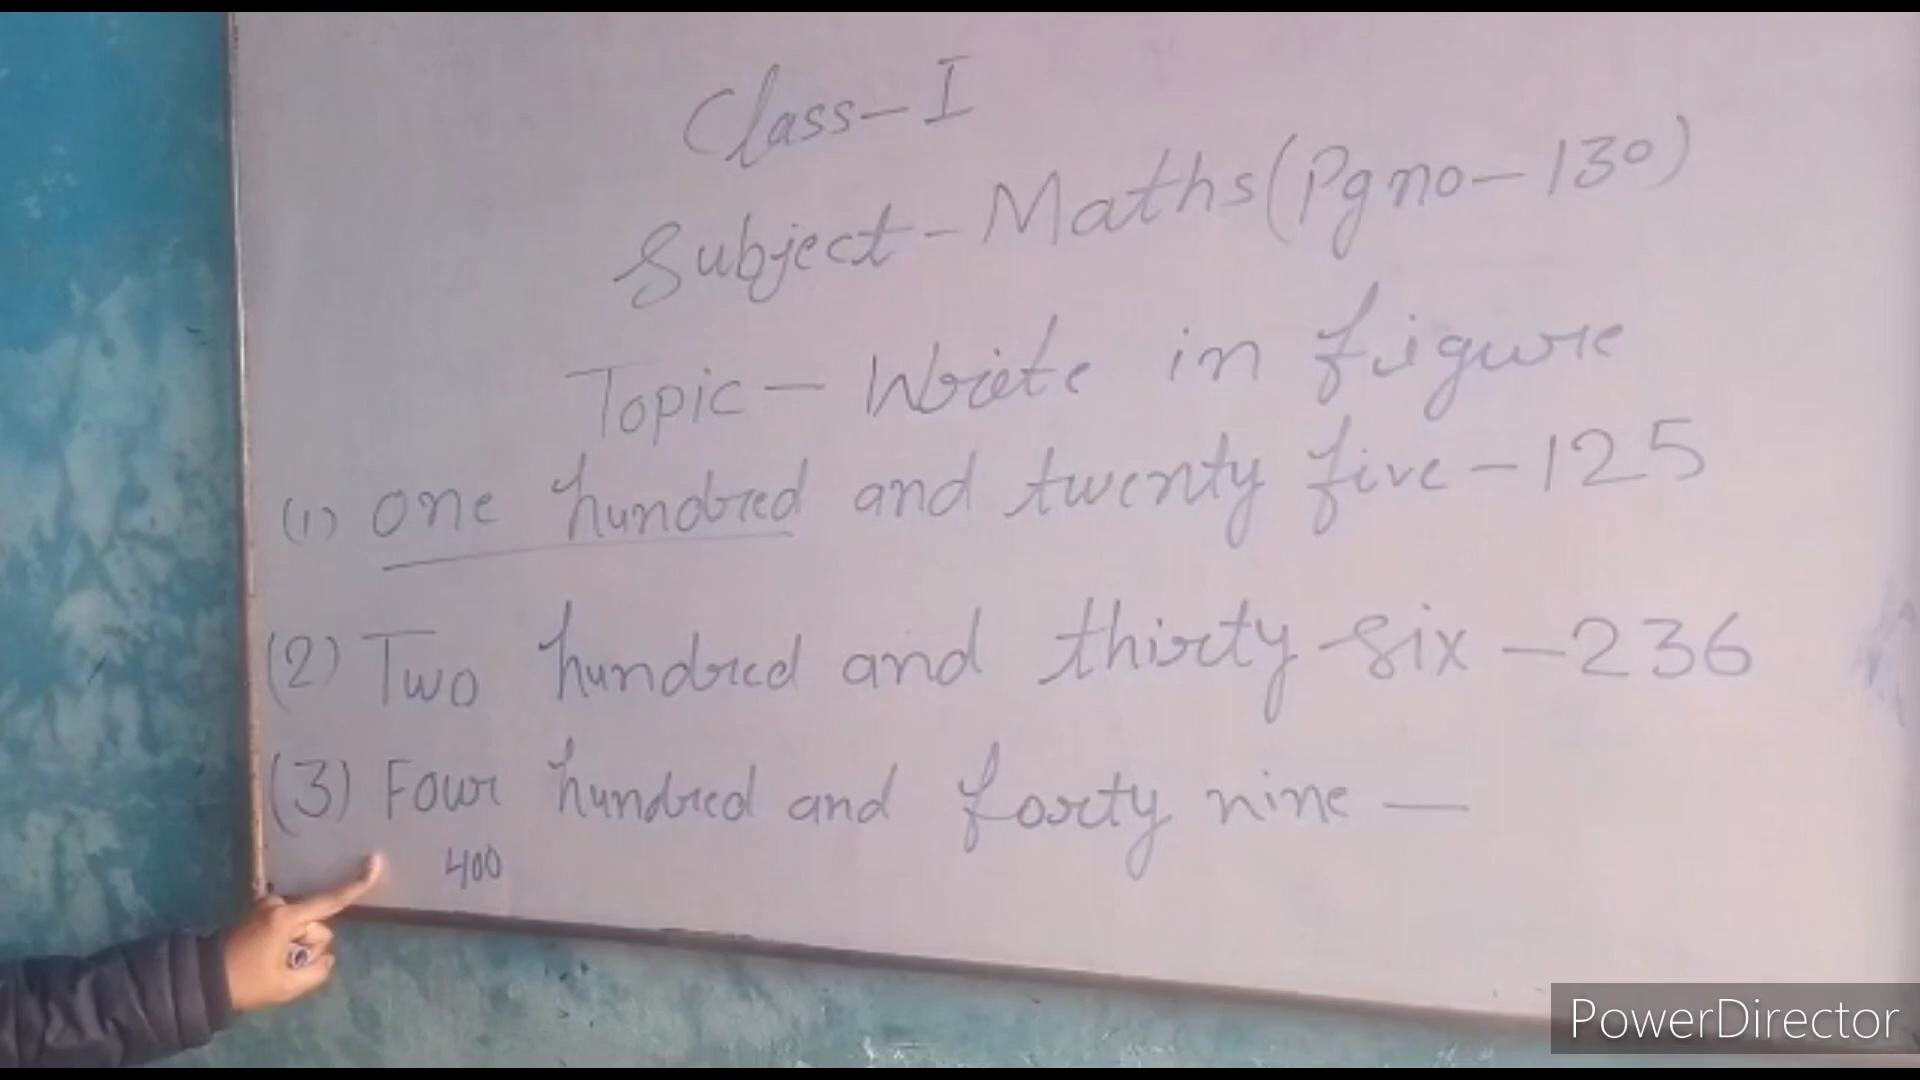 Class-I
Subject-Maths(Pg no-130)
Topic-Write in figure
(1) One hundred and twenty five-125
(2) Two hundred and thirty six-236
(3) Four hundred and forty nine-
400
PowerDirector